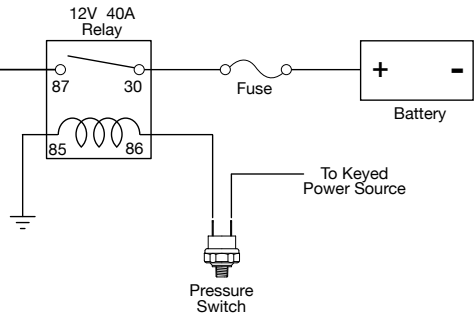 12V 40A
Relay
87 30
Fuse
+ -
Battery
85 86
To Keyed
Power Source
Pressure
Switch